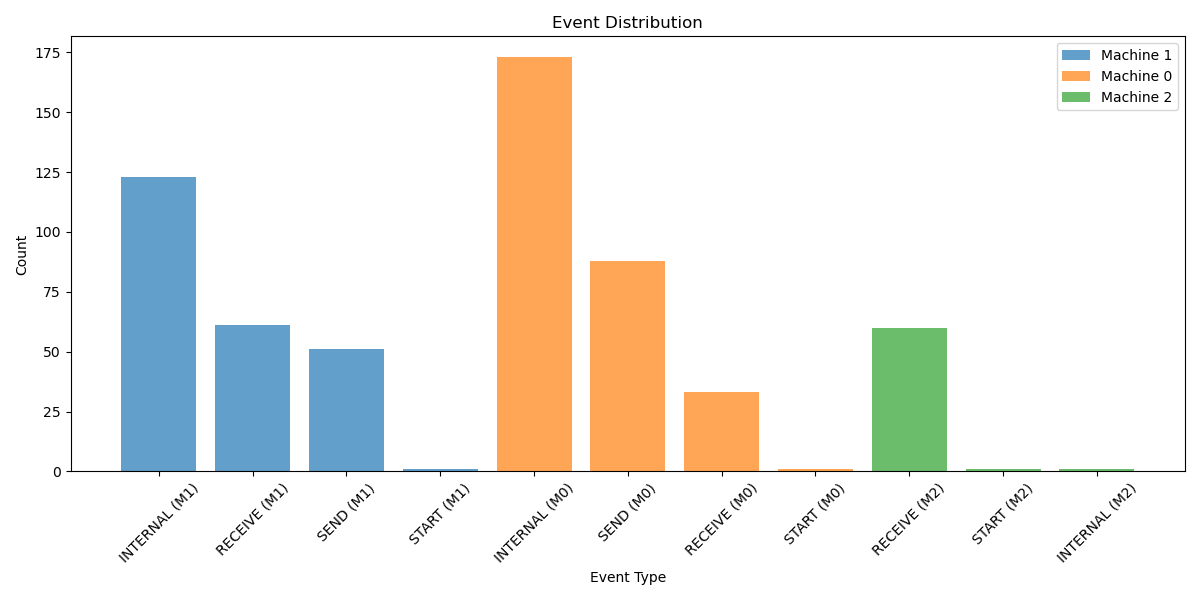 Event Distribution
Machine 1
Machine 0
Machine 2
Count
175
150
125
100
75
50
25
0
INTERNAL (M1)
RECEIVE (M1)
SEND (M1)
START (M1)
INTERNAL (M0)
SEND (M0)
RECEIVE (M0)
START (M0)
RECEIVE (M2)
START (M2)
INTERNAL (M2)
Event Type